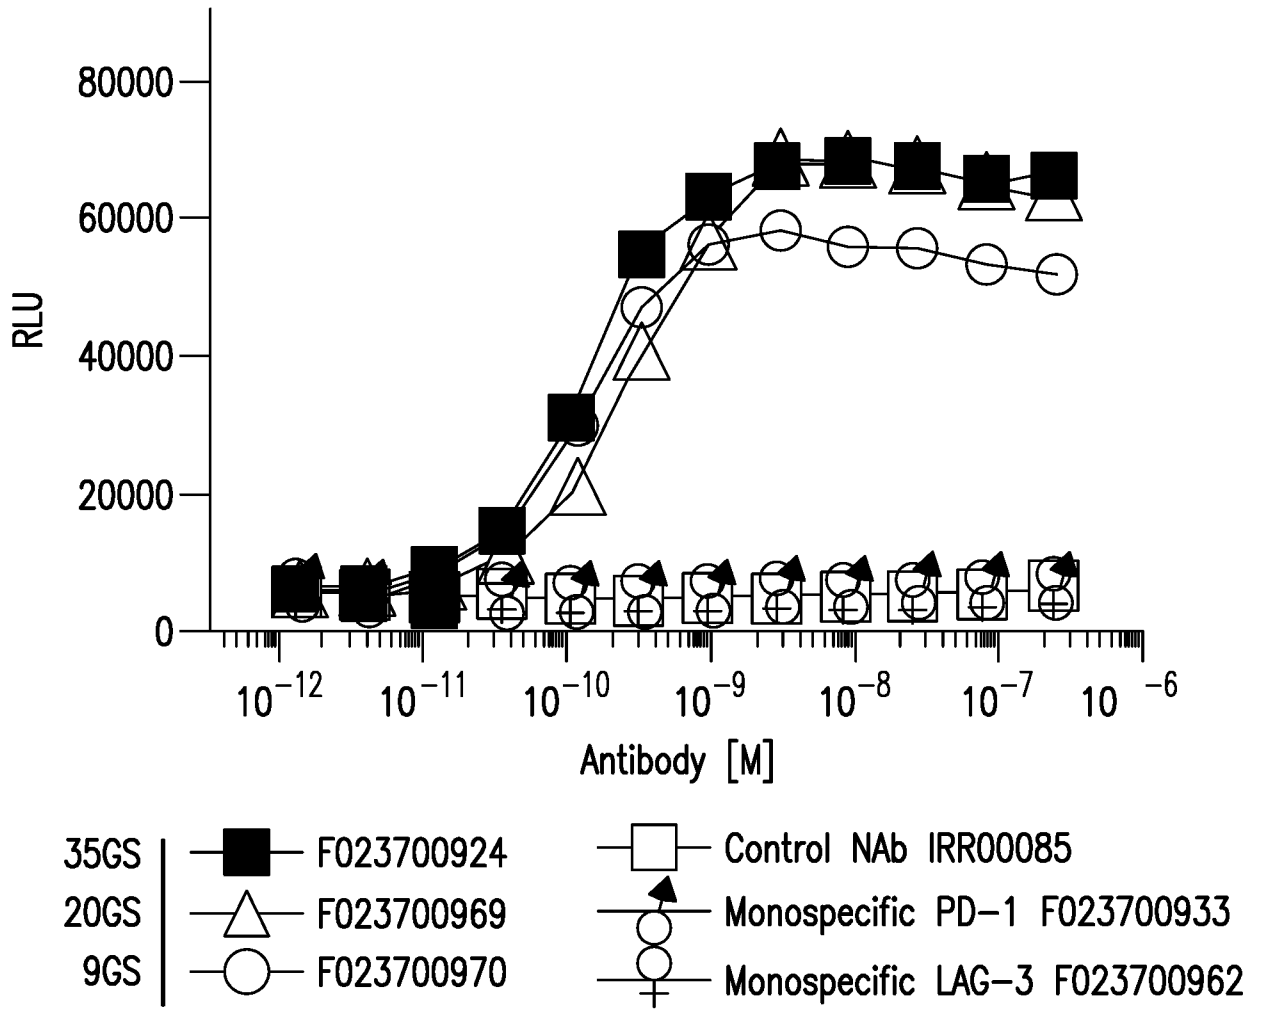 80000
60000
RLU
40000
20000
0
10−12 10−11 10−10 10−9 10−8 10−7 10−6
Antibody [M]
35GS F023700924 Control NAb IRR00085
20GS F023700969 Monospecific PD−1 F023700933
9GS F023700970 Monospecific LAG−3 F023700962